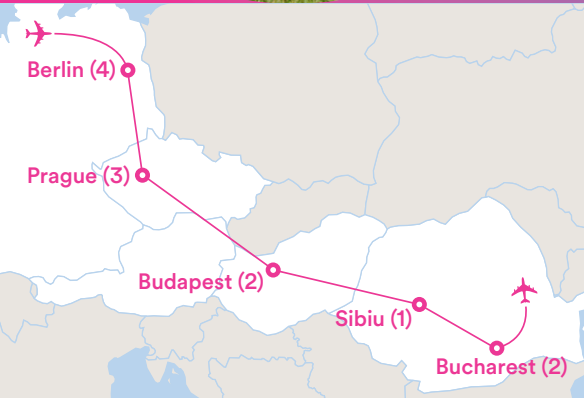 Berlin (4)
Prague (3)
Budapest (2)
Sibiu (1)
Bucharest (2)